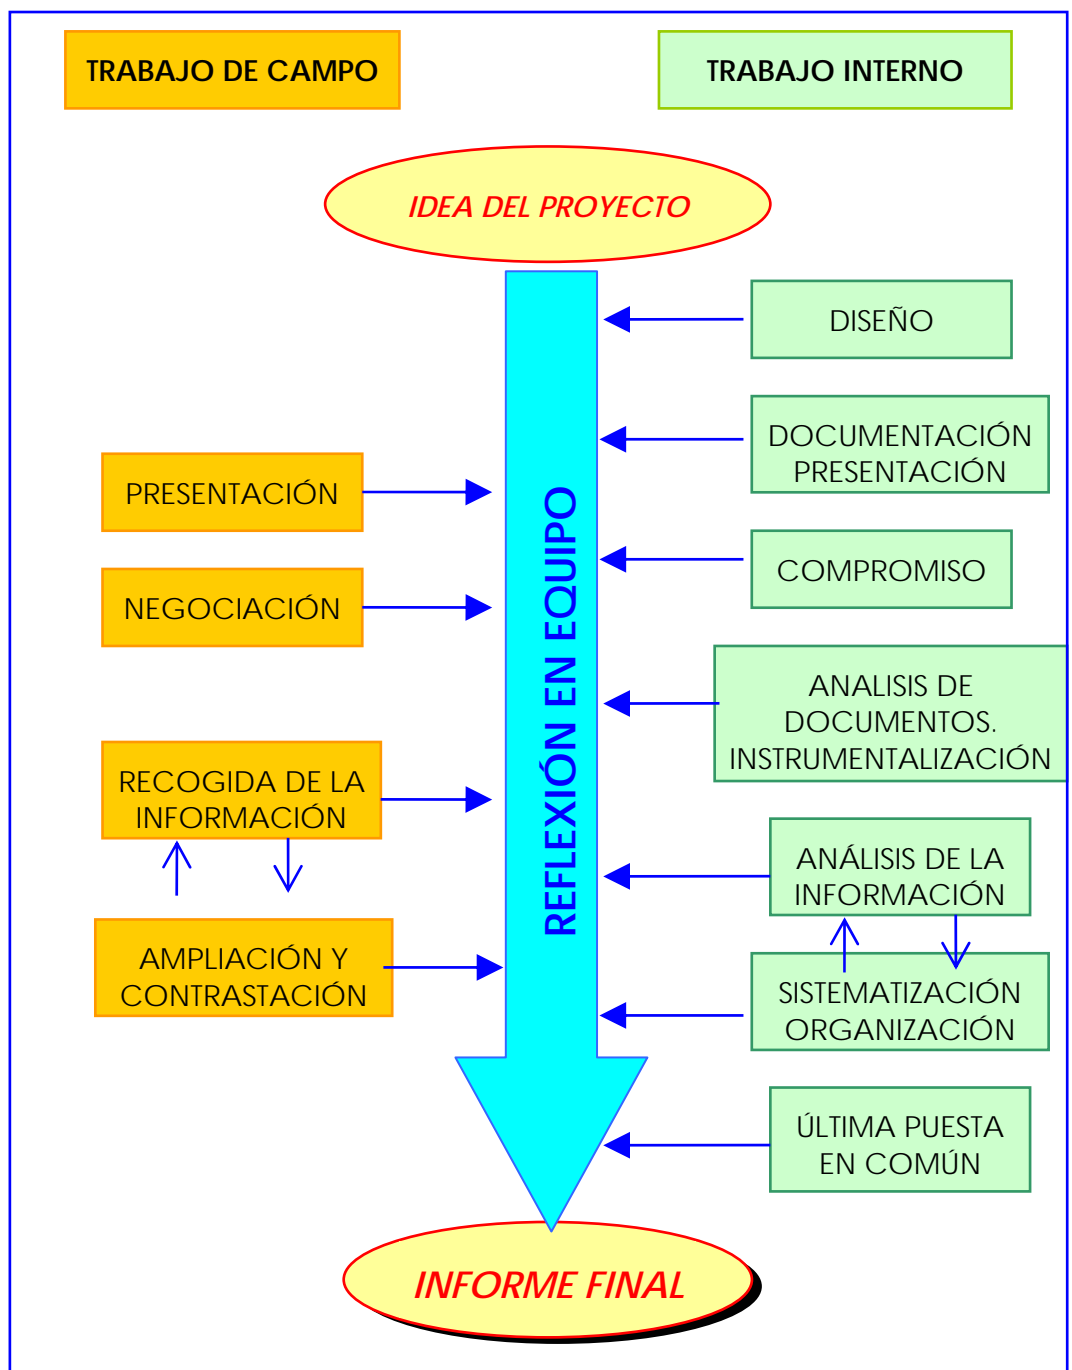 TRABAJO DE CAMPO
TRABAJO INTERNO
IDEA DEL PROYECTO
DISEÑO
DOCUMENTACIÓN
PRESENTACIÓN
PRESENTACIÓN
COMPROMISO
NEGOCIACIÓN
REFLEXIÓN EN EQUIPO
ANALISIS DE
DOCUMENTOS.
INSTRUMENTALIZACIÓN
RECOGIDA DE LA
INFORMACIÓN
ANÁLISIS DE LA
INFORMACIÓN
AMPLIACIÓN Y
CONTRASTACIÓN
SISTEMATIZACIÓN
ORGANIZACIÓN
ÚLTIMA PUESTA
EN COMÚN
INFORME FINAL